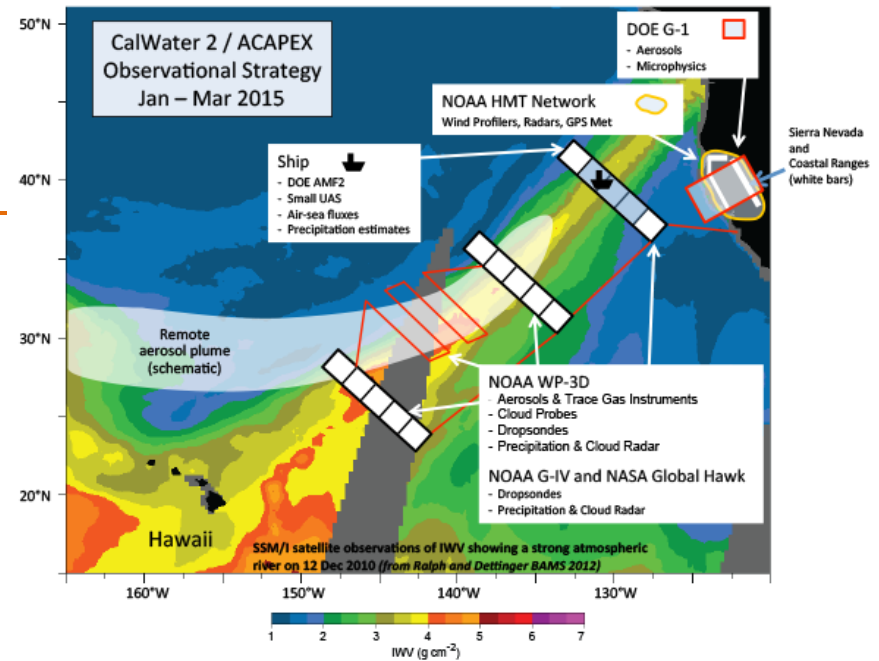 CalWater 2 / ACAPEX
Observational Strategy
Jan – Mar 2015
DOE G-1
- Aerosols
- Microphysics
NOAA HMT Network
Wind Profilers, Radars, GPS Met
Sierra Nevada
and
Coastal Ranges
(white bars)
Ship
- DOE AMF2
- Small UAS
- Air-sea fluxes
- Precipitation estimates
Remote
aerosol plume
(schematic)
NOAA WP-3D
- Aerosols & Trace Gas Instruments
- Cloud Probes
- Dropsondes
- Precipitation & Cloud Radar
NOAA G-IV and NASA Global Hawk
- Dropsondes
- Precipitation & Cloud Radar
Hawaii
SSM/I satellite observations of IWV showing a strong atmospheric
river on 12 Dec 2010 (from Ralph and Dettinger BAMS 2012)
50°N
40°N
30°N
20°N
160°W 150°W 140°W 130°W
1 2 3 4 5 6 7
IWV (g cm⁻²)